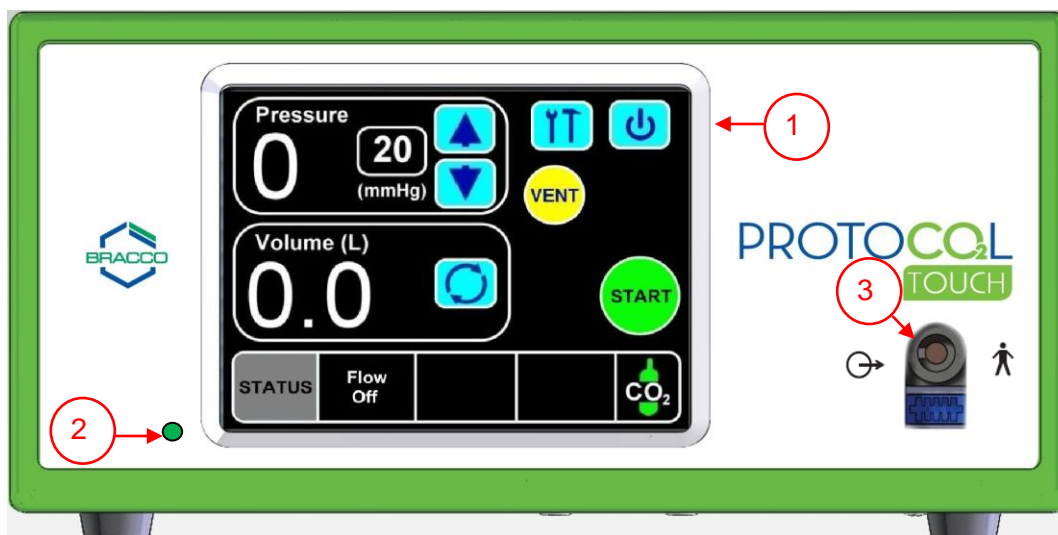 Pressure
0
20
(mmHg)
VENT
1
Volume (L)
0.0
START
BRACCO
PROTOCO2L
TOUCH
3
STATUS
Flow
Off
CO₂
2